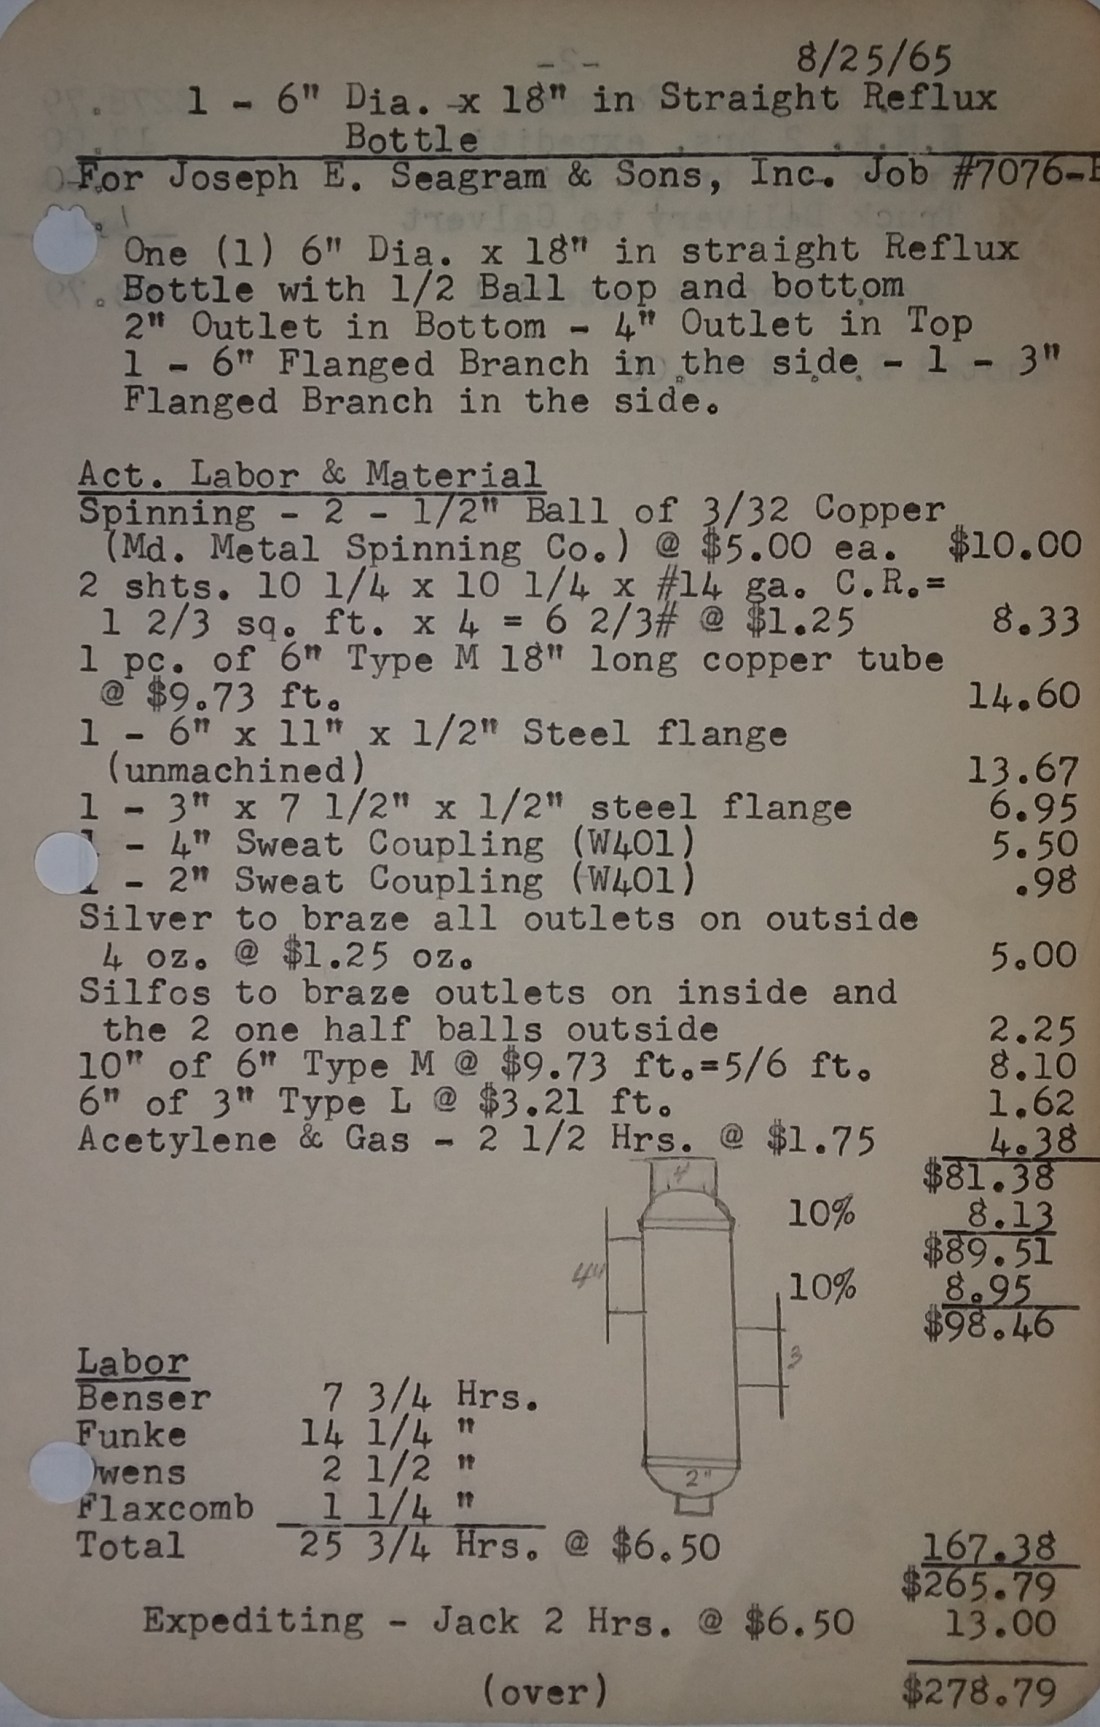 8/25/65
1 - 6" Dia. x 18" in Straight Reflux
Bottle
For Joseph E. Seagram & Sons, Inc. Job #7076-
One (1) 6" Dia. x 18" in straight Reflux
Bottle with 1/2 Ball top and bottom
2" Outlet in Bottom - 4" Outlet in Top
1 - 6" Flanged Branch in the side - 1 - 3"
Flanged Branch in the side.
Act. Labor & Material
Spinning - 2 - 1/2" Ball of 3/32 Copper
(Md. Metal Spinning Co.) @ $5.00 ea. $10.00
2 shts. 10 1/4 x 10 1/4 x #14 ga. C.R.=
1 2/3 sq. ft. x 4 = 6 2/3# @ $1.25 8.33
1 pc. of 6" Type M 18" long copper tube
@ $9.73 ft. 14.60
1 - 6" x 11" x 1/2" Steel flange
(unmachined) 13.67
1 - 3" x 7 1/2" x 1/2" steel flange 6.95
1 - 4" Sweat Coupling (W401) 5.50
1 - 2" Sweat Coupling (W401) .98
Silver to braze all outlets on outside
4 oz. @ $1.25 oz. 5.00
Silfos to braze outlets on inside and
the 2 one half balls outside 2.25
10" of 6" Type M @ $9.73 ft.=5/6 ft. 8.10
6" of 3" Type L @ $3.21 ft. 1.62
Acetylene & Gas - 2 1/2 Hrs. @ $1.75 4.38
$81.38
4"
10% 8.13
$89.51
4"
10% 8.95
$98.46
3
Labor
Benser 7 3/4 Hrs.
Funke 14 1/4 "
Owens 2 1/2 "
2"
Flaxcomb 1 1/4 "
Total 25 3/4 Hrs. @ $6.50 167.38
$265.79
Expediting - Jack 2 Hrs. @ $6.50 13.00
(over) $278.79